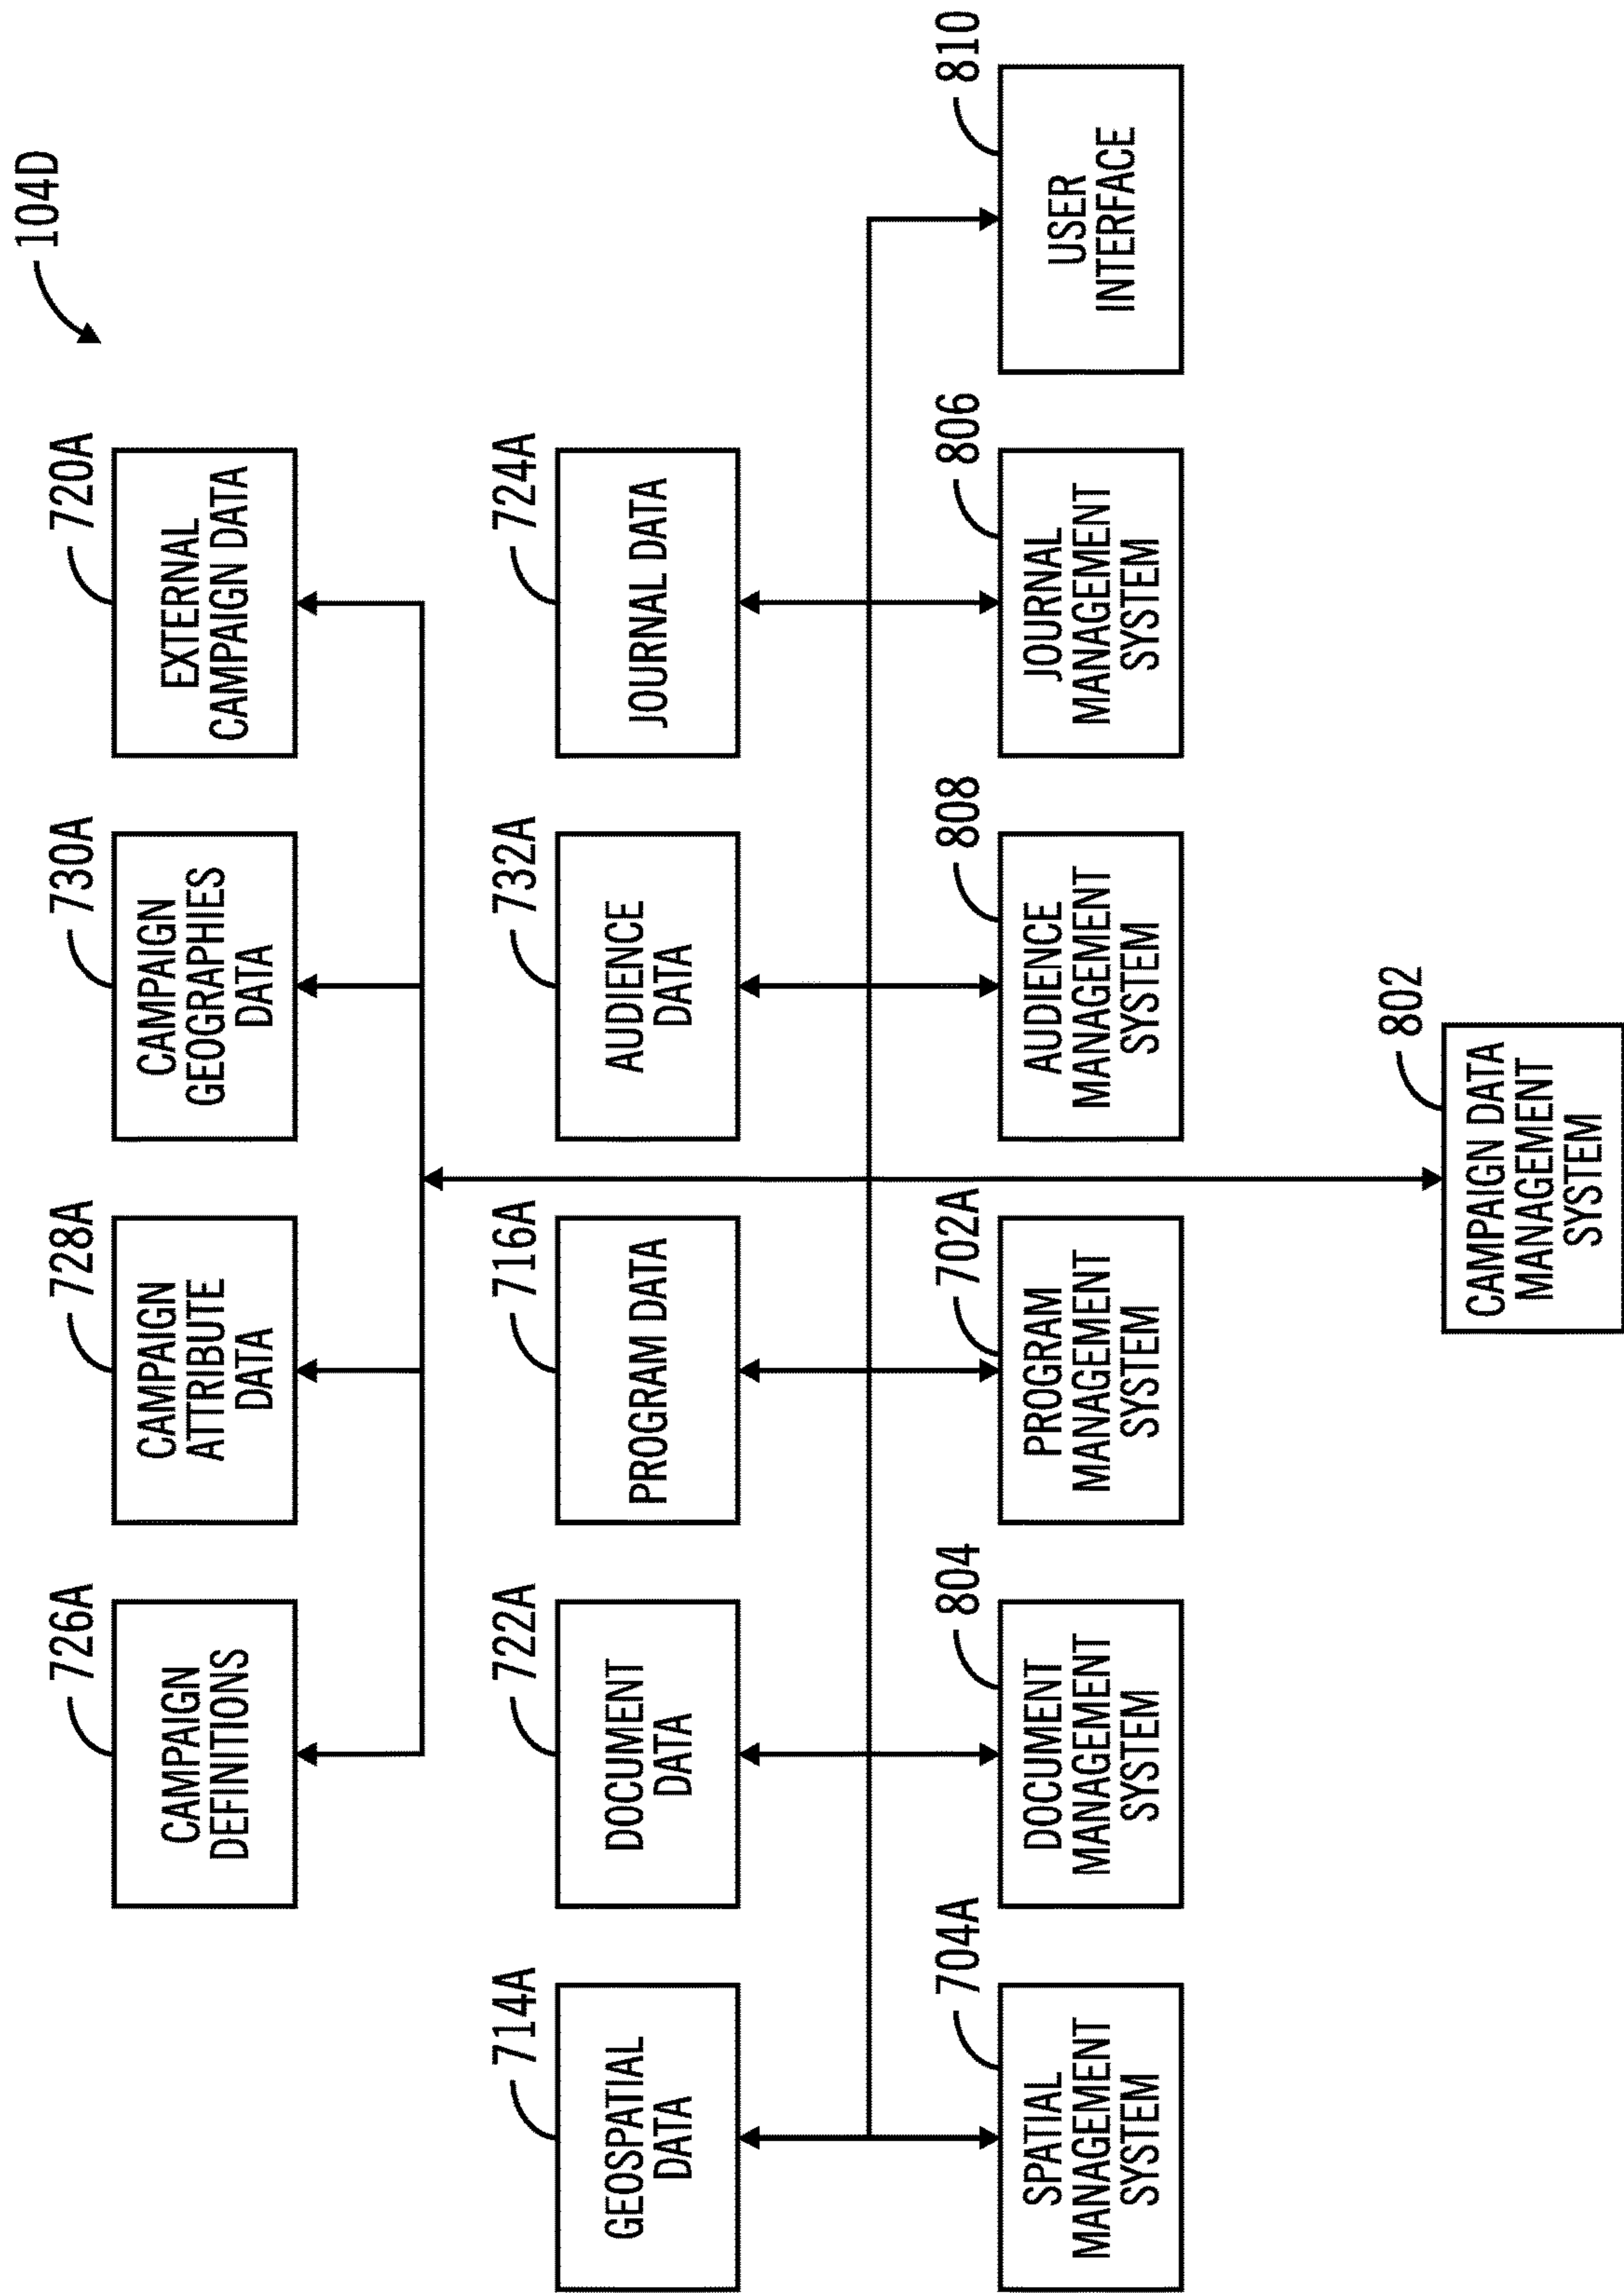 104D
726A
728A
730A
720A
CAMPAIGN
DEFINITIONS
CAMPAIGN
ATTRIBUTE
DATA
CAMPAIGN
GEOGRAPHIES
DATA
EXTERNAL
CAMPAIGN DATA
714A
722A
716A
732A
724A
GEOSPATIAL
DATA
DOCUMENT
DATA
PROGRAM DATA
AUDIENCE
DATA
JOURNAL DATA
704A
804
702A
808
806
810
SPATIAL
MANAGEMENT
SYSTEM
DOCUMENT
MANAGEMENT
SYSTEM
PROGRAM
MANAGEMENT
SYSTEM
AUDIENCE
MANAGEMENT
SYSTEM
JOURNAL
MANAGEMENT
SYSTEM
USER
INTERFACE
802
CAMPAIGN DATA
MANAGEMENT
SYSTEM